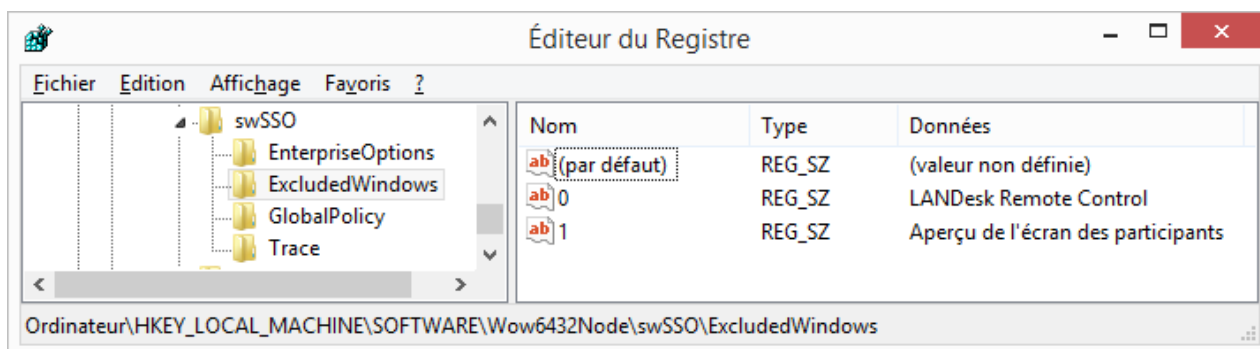 Éditeur du Registre
Fichier Edition Affichage Favoris ?
swSSO
EnterpriseOptions
ExcludedWindows
GlobalPolicy
Trace
Nom Type Données
(par défaut) REG_SZ (valeur non définie)
0 REG_SZ LANDesk Remote Control
1 REG_SZ Aperçu de l'écran des participants
Ordinateur\HKEY_LOCAL_MACHINE\SOFTWARE\Wow6432Node\swSSO\ExcludedWindows